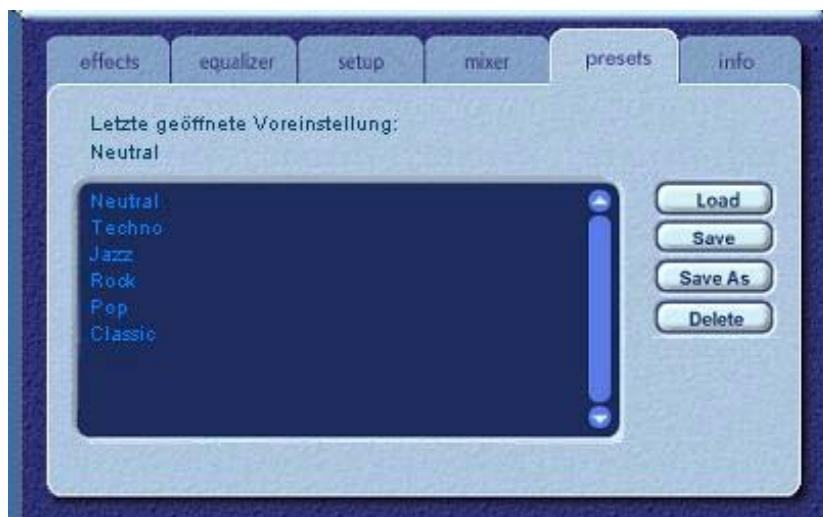 effects equalizer setup mixer presets info
Letzte geöffnete Voreinstellung:
Neutral
Neutral
Techno
Jazz
Rock
Pop
Classic
Load
Save
Save As
Delete